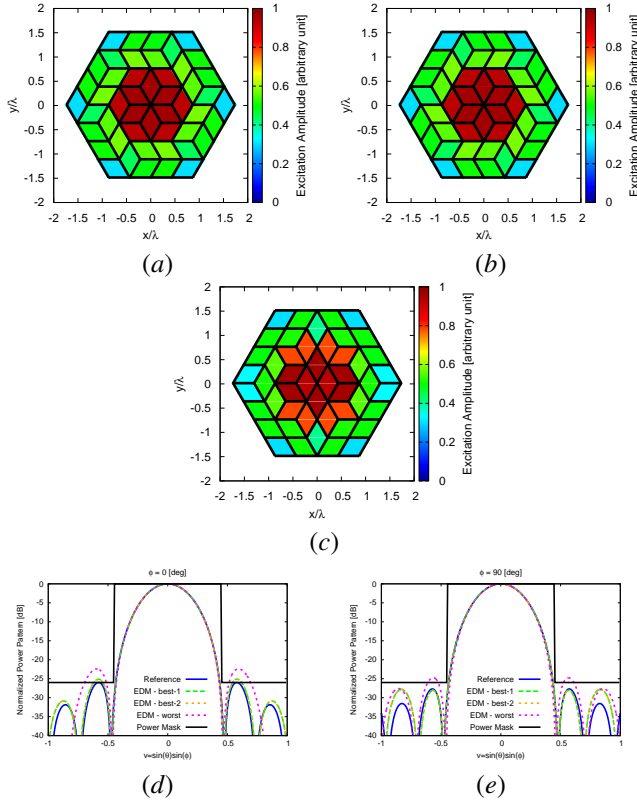 2
1.5
1
0.5
0
-0.5
-1
-1.5
-2
y/λ
-2 -1.5 -1 -0.5 0 0.5 1 1.5 2
x/λ
1
0.8
0.6
0.4
0.2
0
Excitation Amplitude [arbitrary unit]
(a)
2
1.5
1
0.5
0
-0.5
-1
-1.5
-2
y/λ
-2 -1.5 -1 -0.5 0 0.5 1 1.5 2
x/λ
1
0.8
0.6
0.4
0.2
0
Excitation Amplitude [arbitrary unit]
(b)
2
1.5
1
0.5
0
-0.5
-1
-1.5
-2
y/λ
-2 -1.5 -1 -0.5 0 0.5 1 1.5 2
x/λ
1
0.8
0.6
0.4
0.2
0
Excitation Amplitude [arbitrary unit]
(c)
ϕ = 0 [deg]
0
-5
-10
-15
-20
-25
-30
-35
-40
Normalized Power Pattern [dB]
Reference
EDM - best-1
EDM - best-2
EDM - worst
Power Mask
-1 -0.5 0 0.5 1
v=sin(θ)sin(ϕ)
(d)
ϕ = 90 [deg]
0
-5
-10
-15
-20
-25
-30
-35
-40
Normalized Power Pattern [dB]
Reference
EDM - best-1
EDM - best-2
EDM - worst
Power Mask
-1 -0.5 0 0.5 1
v=sin(θ)sin(ϕ)
(e)